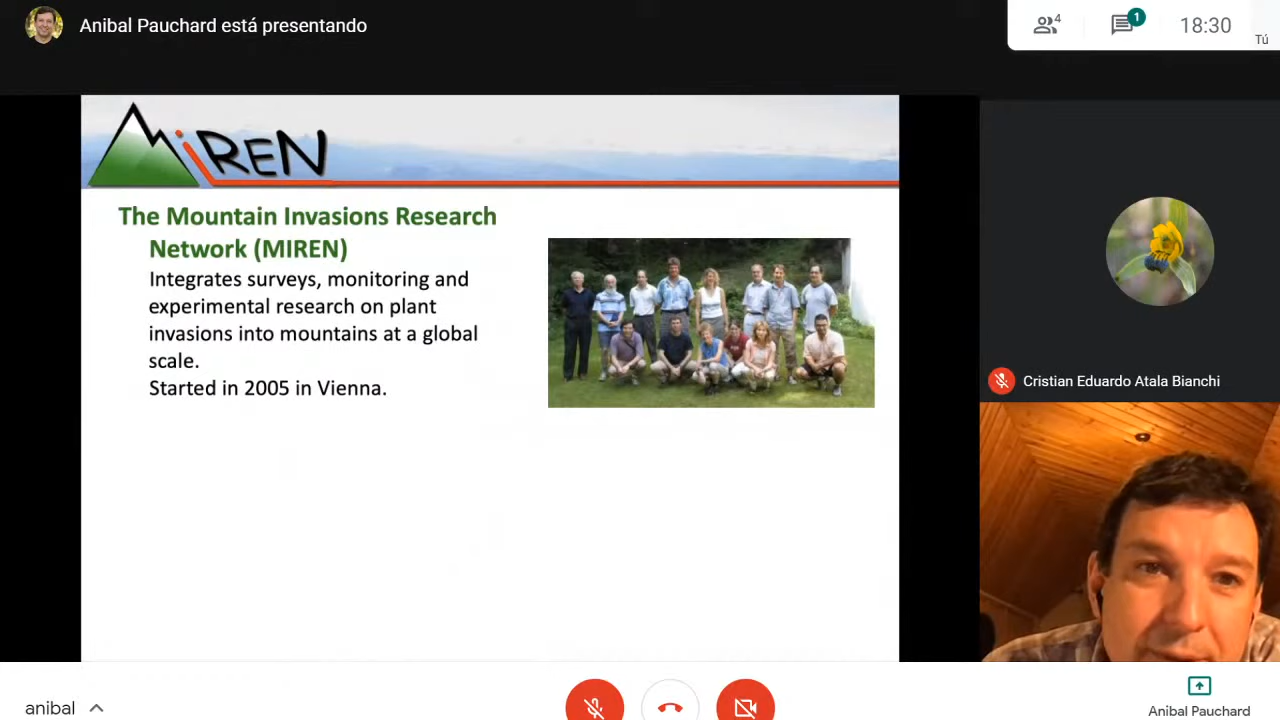 Anibal Pauchard está presentando
4
1
18:30
Tú
MiREN
The Mountain Invasions Research
Network (MIREN)
Integrates surveys, monitoring and
experimental research on plant
invasions into mountains at a global
scale.
Started in 2005 in Vienna.
Cristian Eduardo Atala Bianchi
anibal
Anibal Pauchard